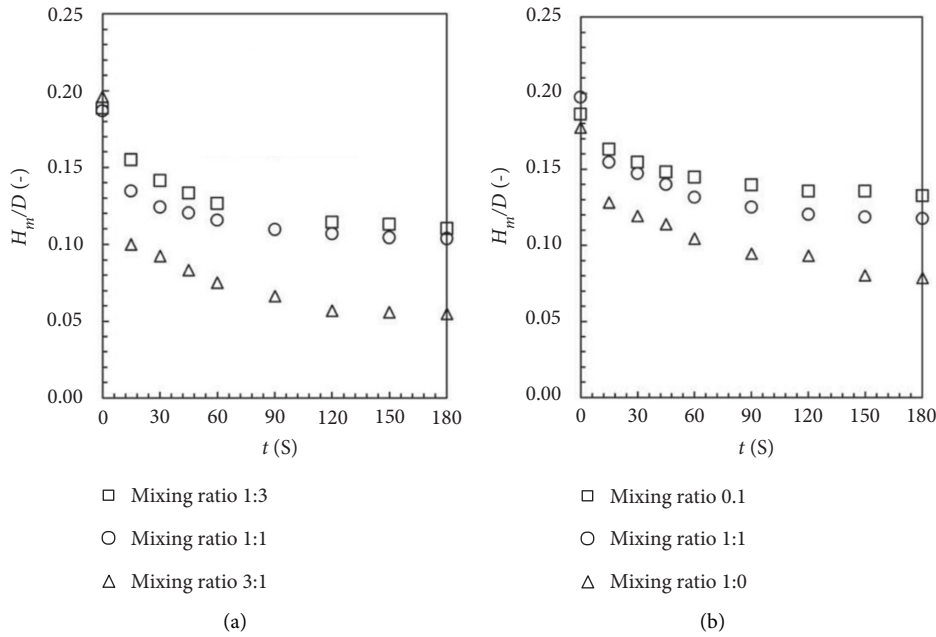 0.25
0.20
0.15
0.10
0.05
0.00
H_m/D (-)
0 30 60 90 120 150 180
t (S)
Mixing ratio 1:3
Mixing ratio 1:1
Mixing ratio 3:1
(a)
0.25
0.20
0.15
0.10
0.05
0.00
H_m/D (-)
0 30 60 90 120 150 180
t (S)
Mixing ratio 0.1
Mixing ratio 1:1
Mixing ratio 1:0
(b)